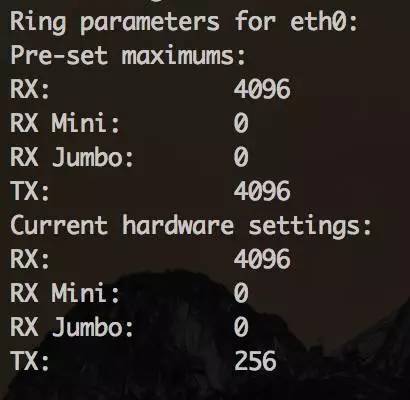 Ring parameters for eth0:
Pre-set maximums:
RX: 4096
RX Mini: 0
RX Jumbo: 0
TX: 4096
Current hardware settings:
RX: 4096
RX Mini: 0
RX Jumbo: 0
TX: 256